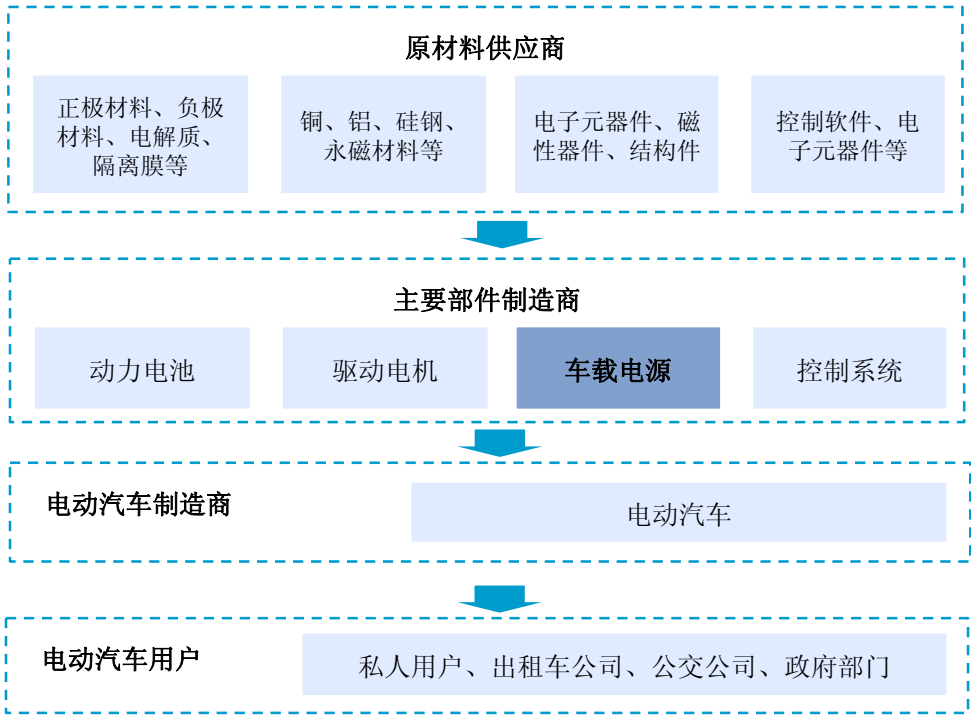 原材料供应商
正极材料、负极
材料、电解质、
隔离膜等
铜、铝、硅钢、
永磁材料等
电子元器件、磁
性器件、结构件
控制软件、电
子元器件等
主要部件制造商
动力电池
驱动电机
车载电源
控制系统
电动汽车制造商
电动汽车
电动汽车用户
私人用户、出租车公司、公交公司、政府部门